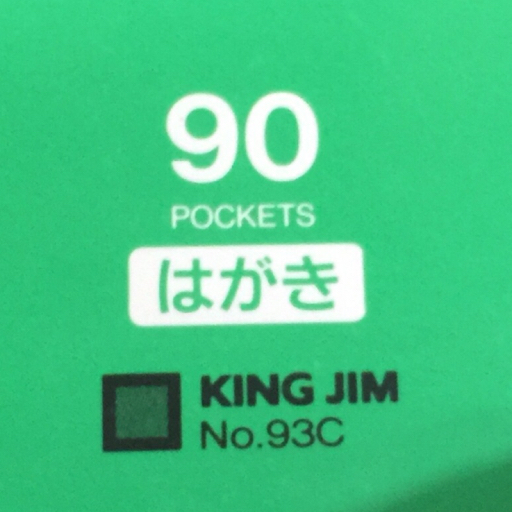 90
POCKETS
はがき
KING JIM
No.93C